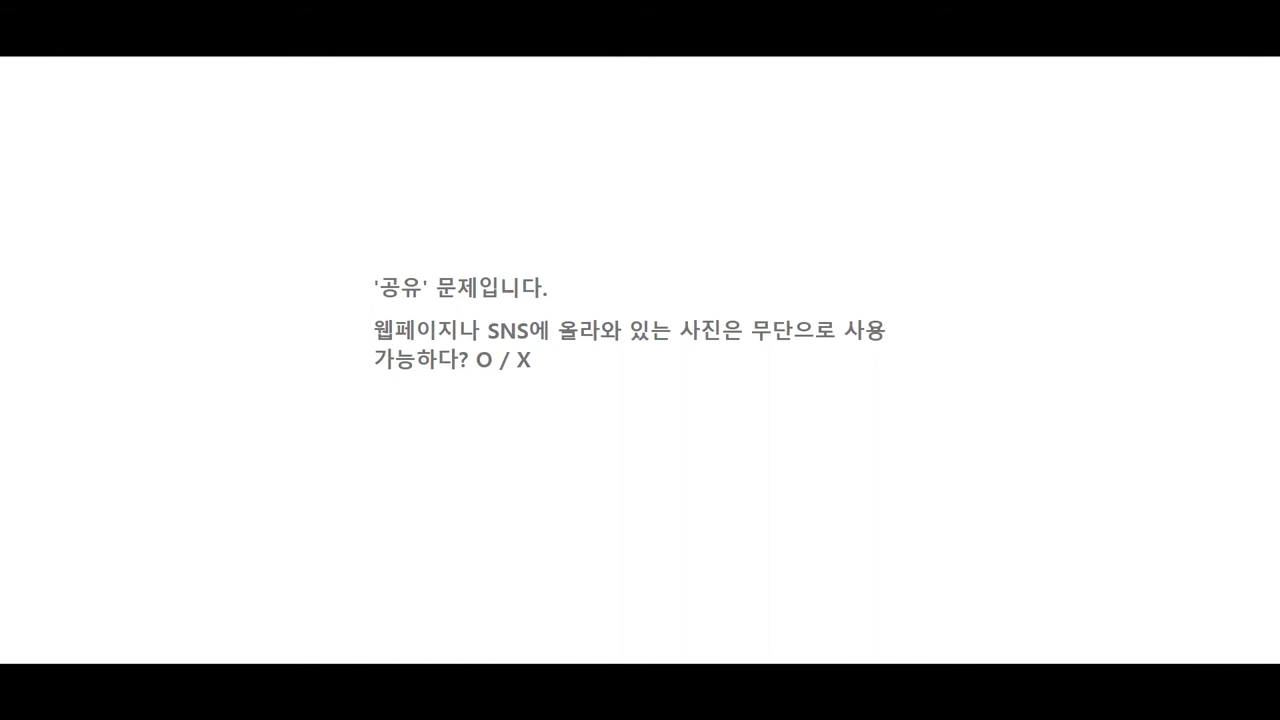 '공유' 문제입니다.
웹페이지나 SNS에 올라와 있는 사진은 무단으로 사용
가능하다? O / X